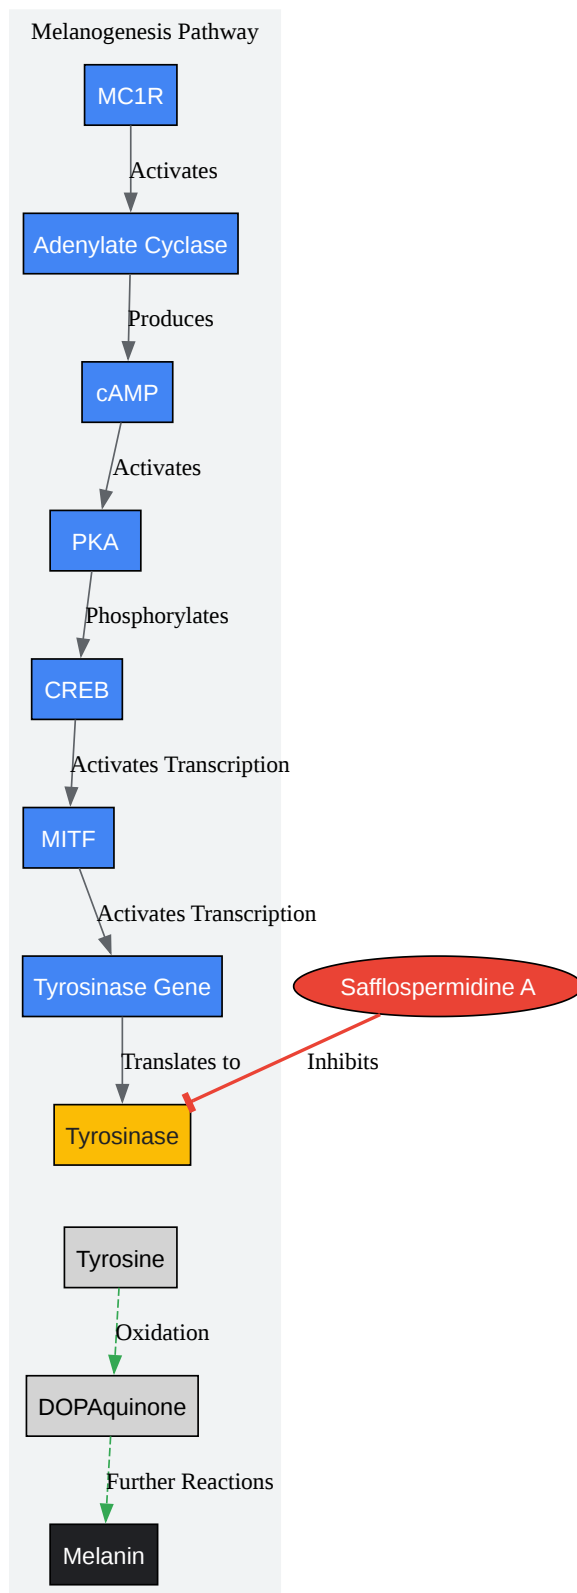 Melanogenesis Pathway
MC1R
Activates
Adenylate Cyclase
Produces
cAMP
Activates
PKA
Phosphorylates
CREB
Activates Transcription
MITF
Activates Transcription
Tyrosinase Gene
Safflospermidine A
Translates to
Inhibits
Tyrosinase
Tyrosine
Oxidation
DOPAquinone
Further Reactions
Melanin